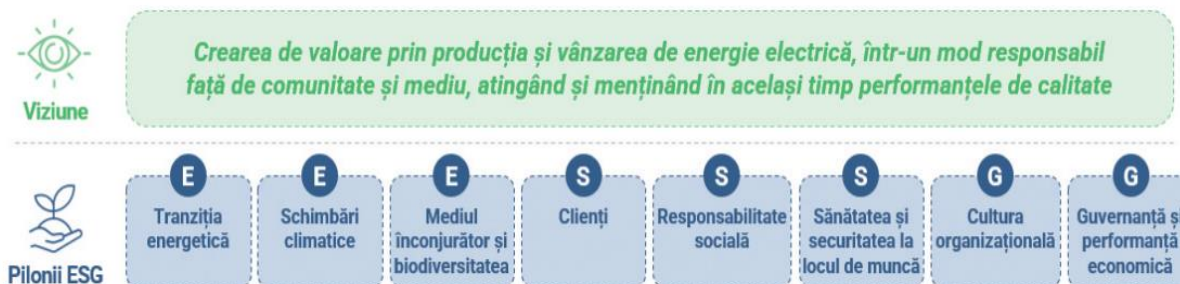 Viziune
Crearea de valoare prin producția și vânzarea de energie electrică, într-un mod responsabil
față de comunitate și mediu, atingând și menținând în același timp performanțele de calitate
Pilonii ESG
E
Tranziția
energetică
E
Schimbări
climatice
E
Mediul
înconjurător și
biodiversitatea
S
Clienți
S
Responsabilitate
socială
S
Sănătatea și
securitatea la
locul de muncă
G
Cultura
organizațională
G
Guvernanță și
performanță
economică